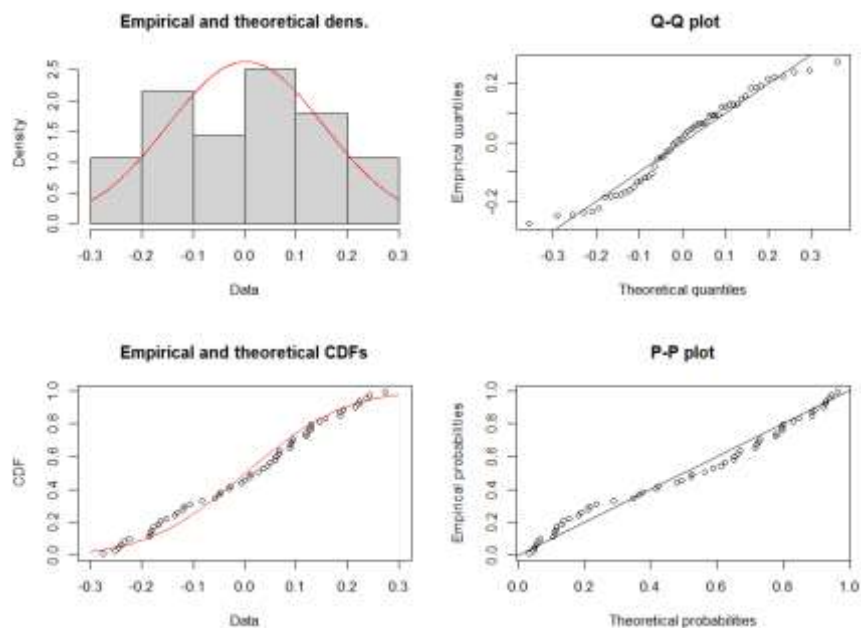 Empirical and theoretical dens.
Density
0.0 0.5 1.0 1.5 2.0 2.5
-0.3 -0.2 -0.1 0.0 0.1 0.2 0.3
Data
Q-Q plot
Empirical quantiles
-0.2 0.0 0.2
-0.3 -0.2 -0.1 0.0 0.1 0.2 0.3
Theoretical quantiles
Empirical and theoretical CDFs
CDF
0.0 0.2 0.4 0.6 0.8 1.0
-0.3 -0.2 -0.1 0.0 0.1 0.2 0.3
Data
P-P plot
Empirical probabilities
0.0 0.2 0.4 0.6 0.8 1.0
0.0 0.2 0.4 0.6 0.8 1.0
Theoretical probabilities